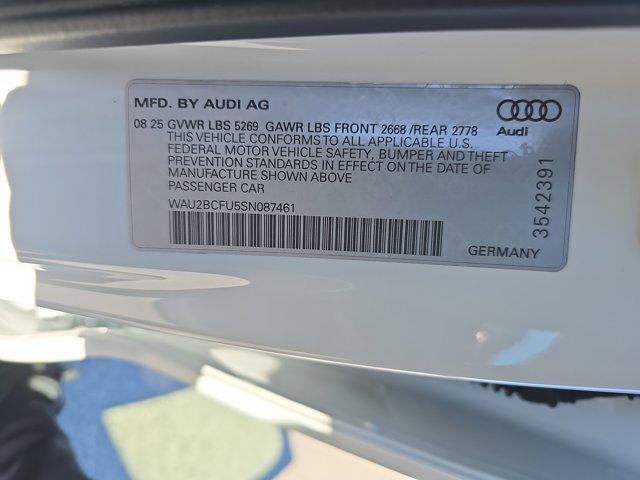 MFD. BY AUDI AG
08 25 GVWR LBS 5269 GAWR LBS FRONT 2668 /REAR 2778
THIS VEHICLE CONFORMS TO ALL APPLICABLE U.S.
FEDERAL MOTOR VEHICLE SAFETY, BUMPER AND THEFT
PREVENTION STANDARDS IN EFFECT ON THE DATE OF
MANUFACTURE SHOWN ABOVE
PASSENGER CAR
WAU2BCFU5SN087461
GERMANY
Audi
3542391